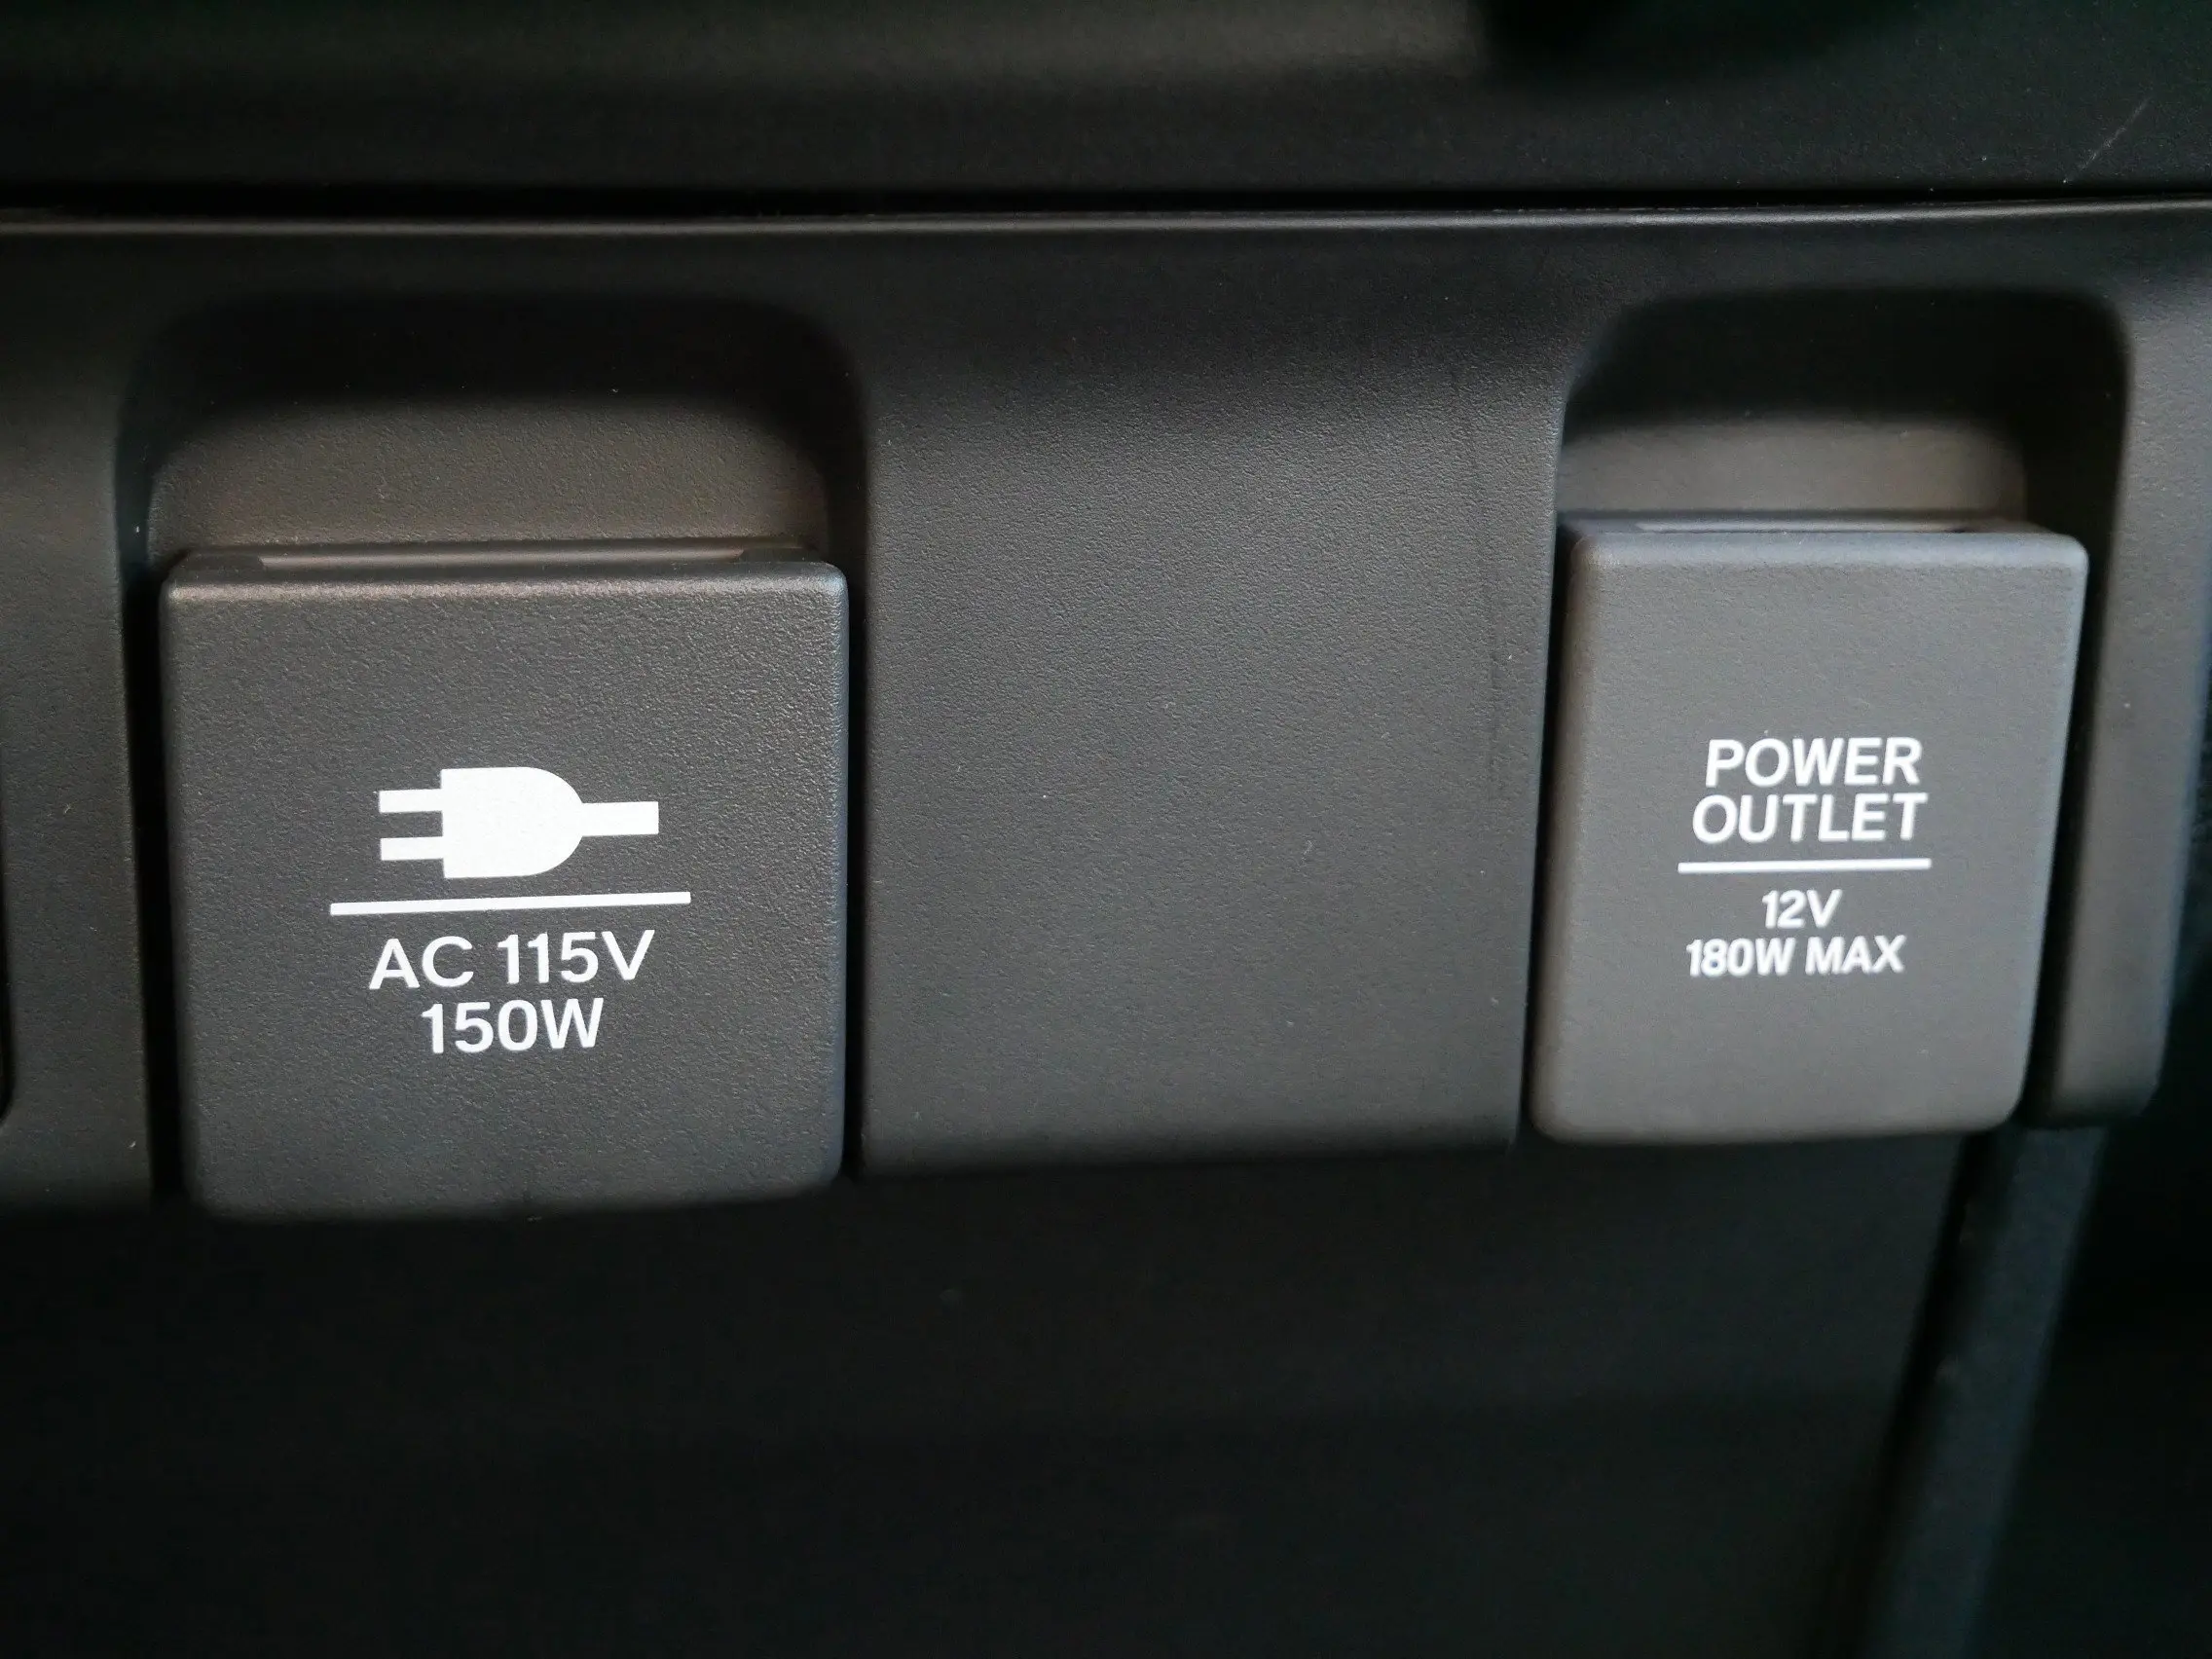 AC 115V
150W
POWER
OUTLET
12V
180W MAX